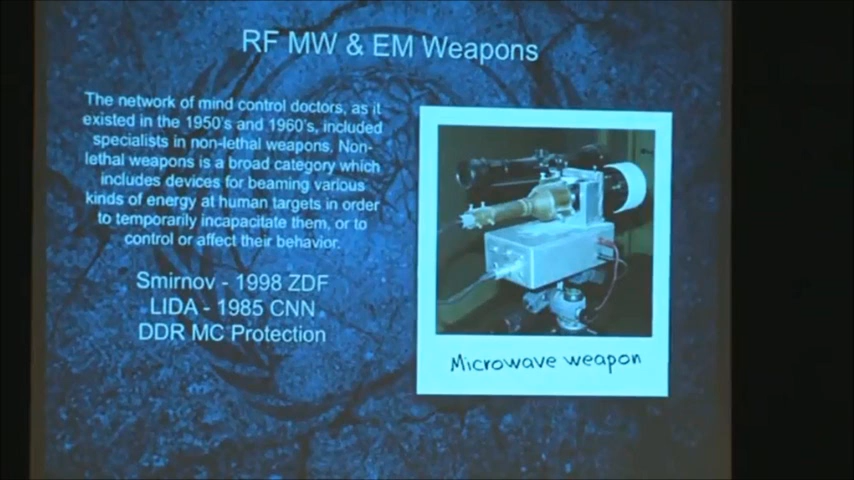 RF MW & EM Weapons
The network of mind control doctors, as it
existed in the 1950's and 1960's, included
specialists in non-lethal weapons. Non-
lethal weapons is a broad category which
includes devices for beaming various
kinds of energy at human targets in order
to temporarily incapacitate them, or to
control or affect their behavior.
Smirnov - 1998 ZDF
LIDA - 1985 CNN
DDR MC Protection
Microwave weapon